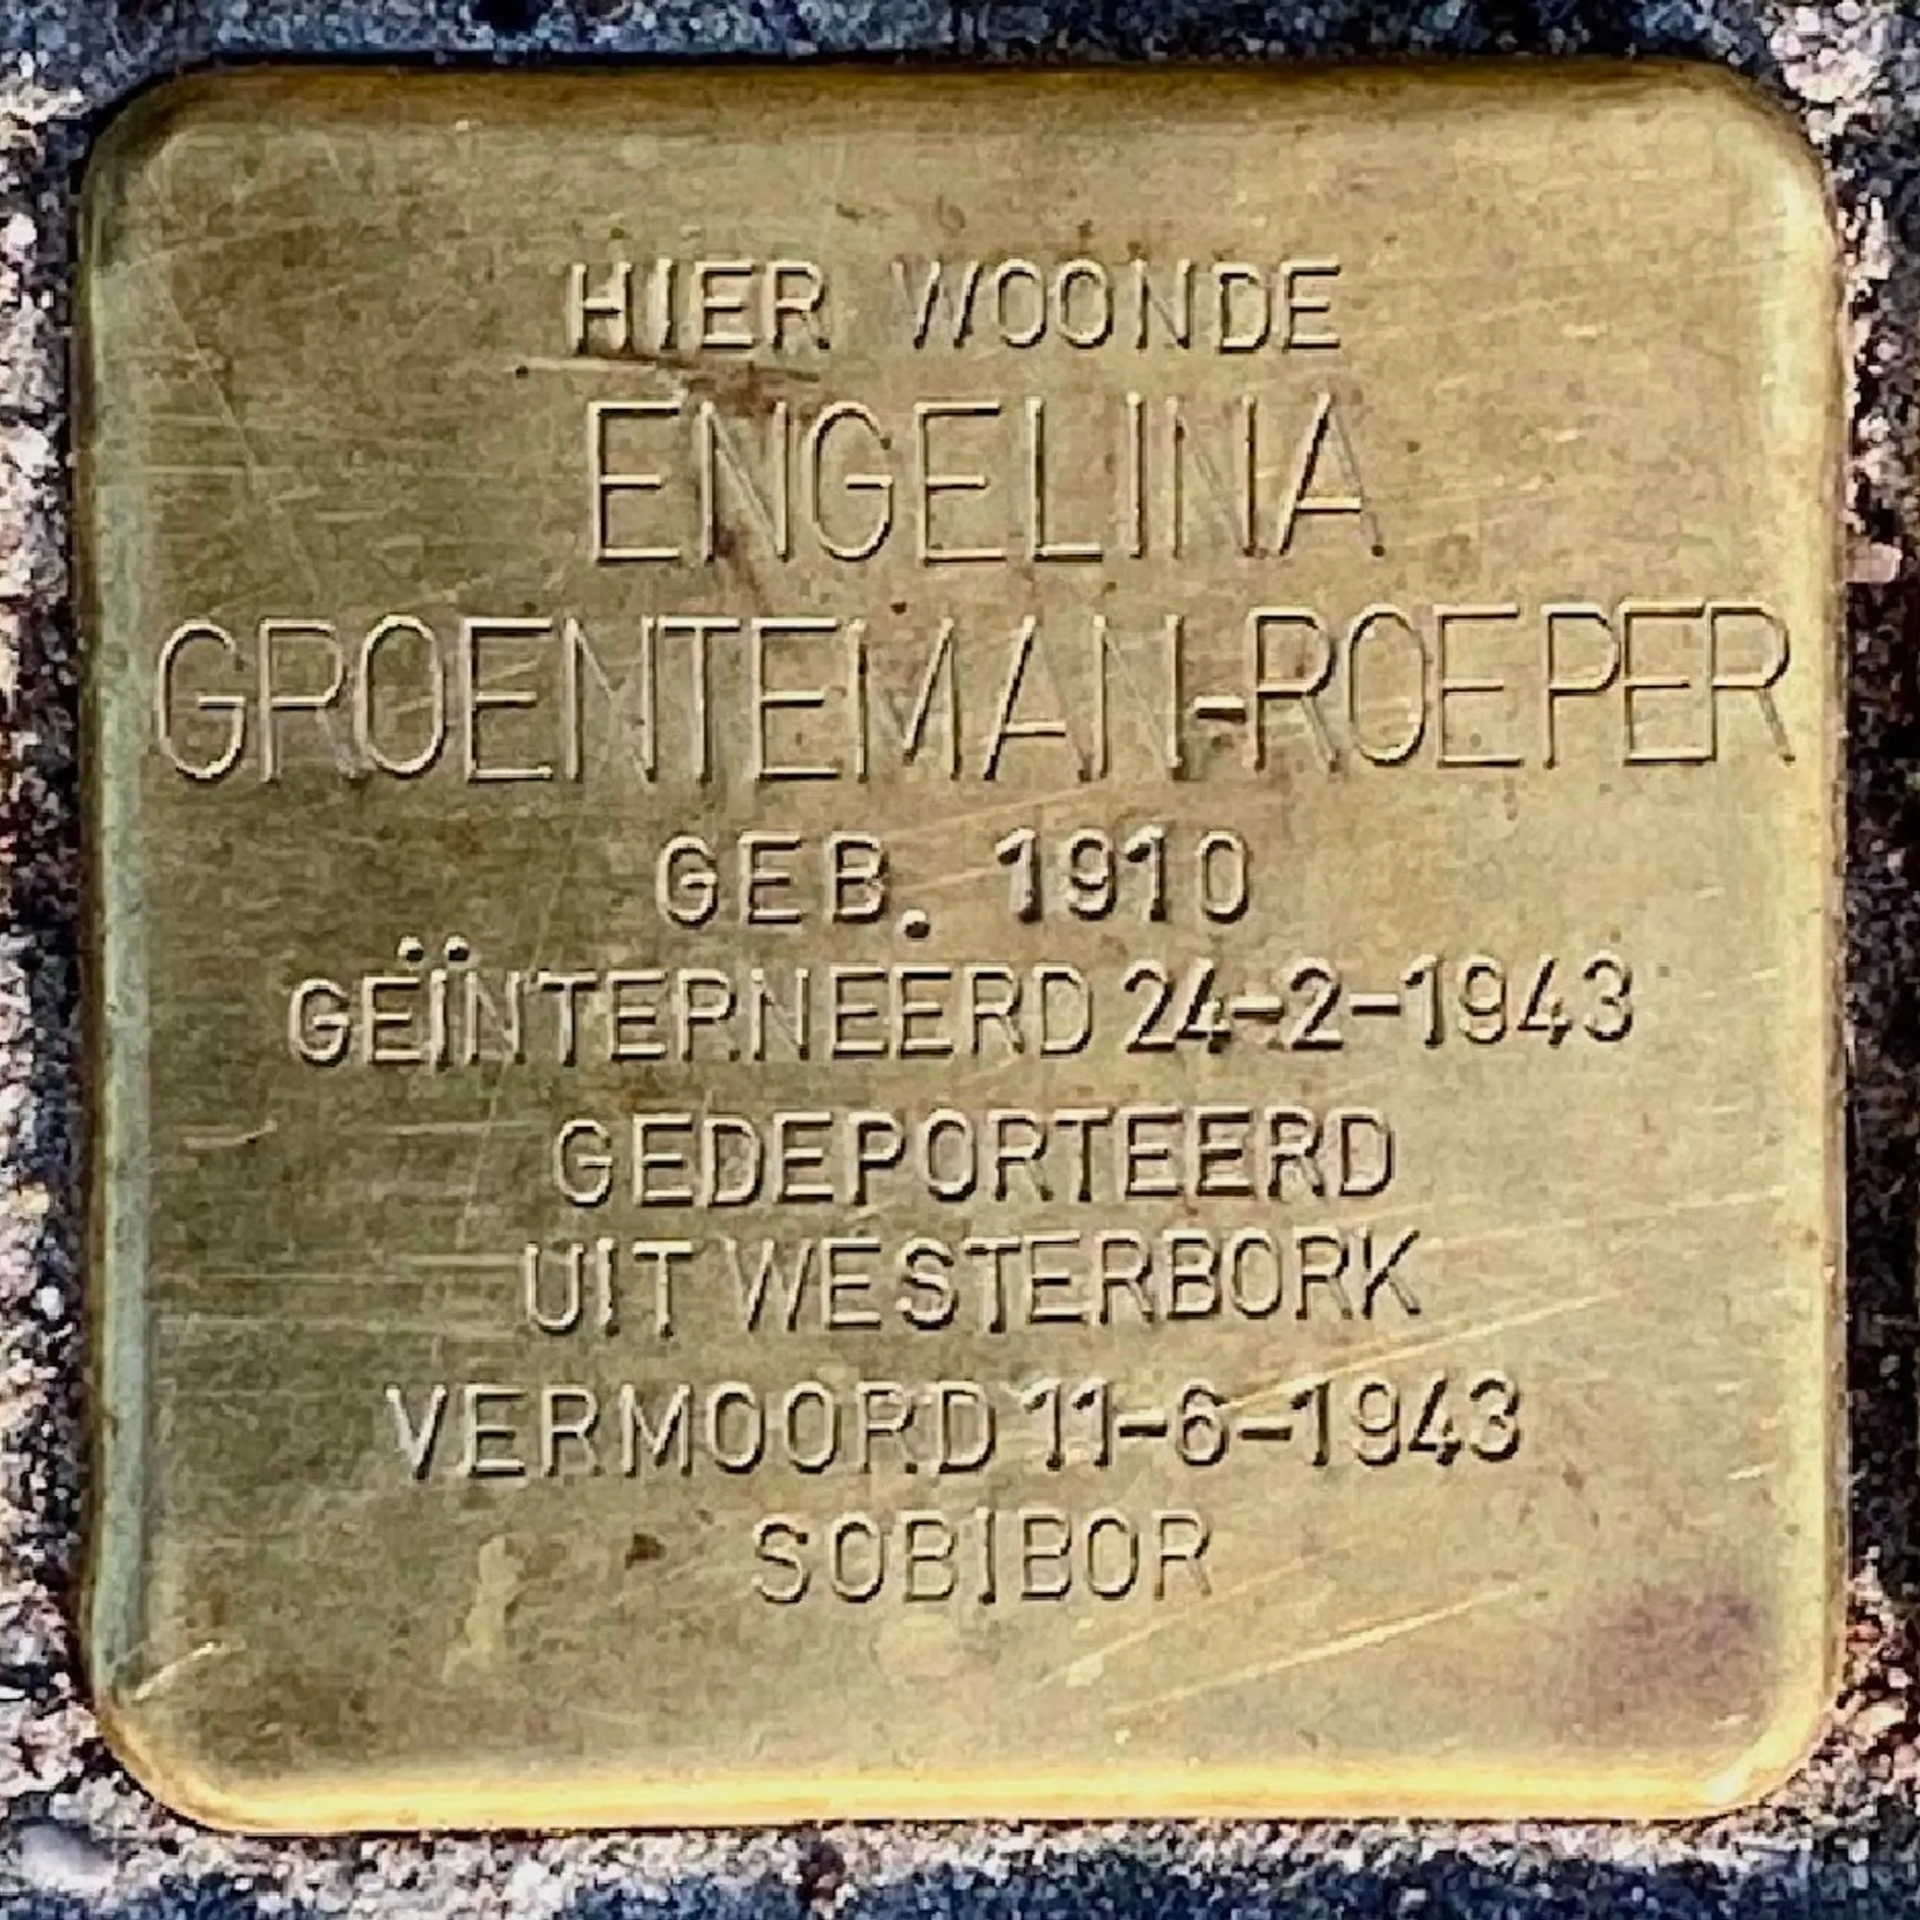 HIER WOONDE
ENGELINA
GROENTEMAN-ROEPER
GEB. 1910
GEÏNTERNEERD 24-2-1943
GEDEPORTEERD
UIT WESTERBORK
VERMOORD 11-6-1943
SOBIBOR